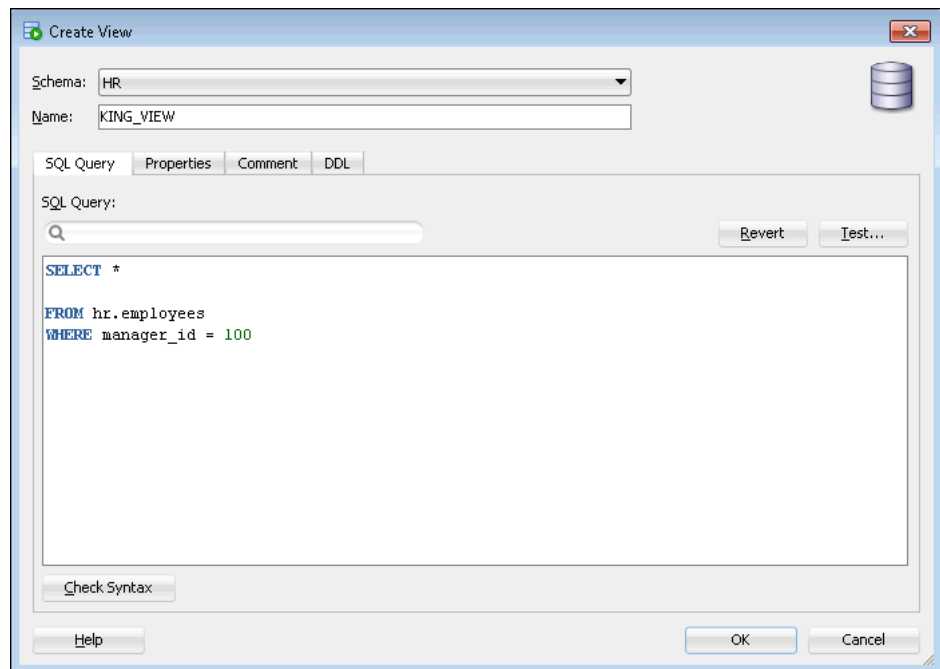 Create View
Schema: HR
Name: KING_VIEW
SQL Query Properties Comment DDL
SQL Query:
Revert Test...
SELECT *
FROM hr.employees
WHERE manager_id = 100
Check Syntax
Help OK Cancel